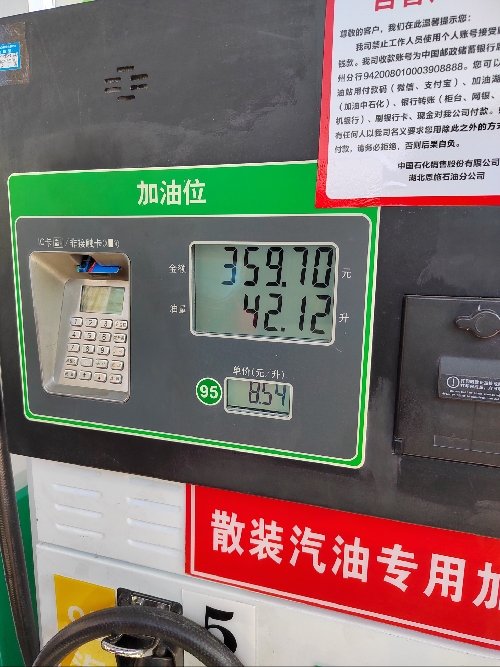 尊敬的客户，我们在此温馨提示您：
我司禁止工作人员使用个人账号接受
钱款。我司收款账号为中国邮政储蓄银行
州分行942008010003908888。您可以
油站用付款码（微信、支付宝）、加油
（加油中石化）、银行转账（柜台、网银、
机银行）、刷银行卡、现金对我公司付款。
有任何人以我司名义要求您用除此之外的方式
付款，请务必拒绝，否则后果自负。
中国石化销售股份有限公司
湖北恩施石油分公司
加油位
IC卡
金额
359.70
元
油量
42.12
升
单价(元/升)
95
8.54
散装汽油专用加
5